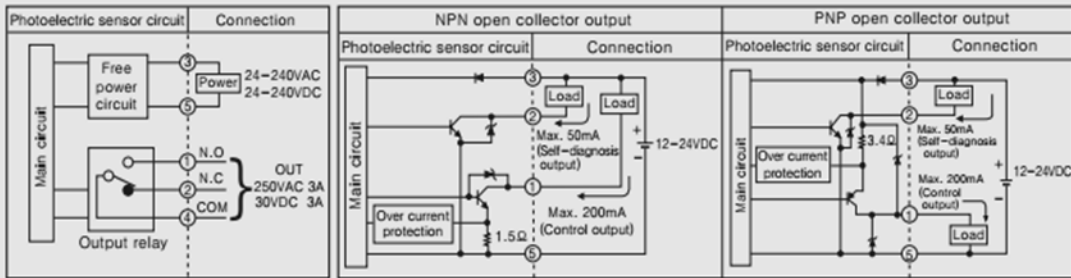 Photoelectric sensor circuit
Connection
Main circuit
Free
power
circuit
3
5
Power
24-240VAC
24-240VDC
1
N.O
2
N.C
4
COM
OUT
250VAC 3A
30VDC 3A
Output relay
NPN open collector output
Photoelectric sensor circuit
Connection
Main circuit
3
Load
Load
2
Max. 50mA
(Self-diagnosis
output)
+
-
12-24VDC
1
Max. 200mA
(Control output)
Over current
protection
1.5Ω
5
PNP open collector output
Photoelectric sensor circuit
Connection
Main circuit
3
Load
2
Max. 50mA
(Self-diagnosis
output)
3.4Ω
Over current
protection
Max. 200mA
(Control
output)
+
-
12-24VDC
1
Load
5